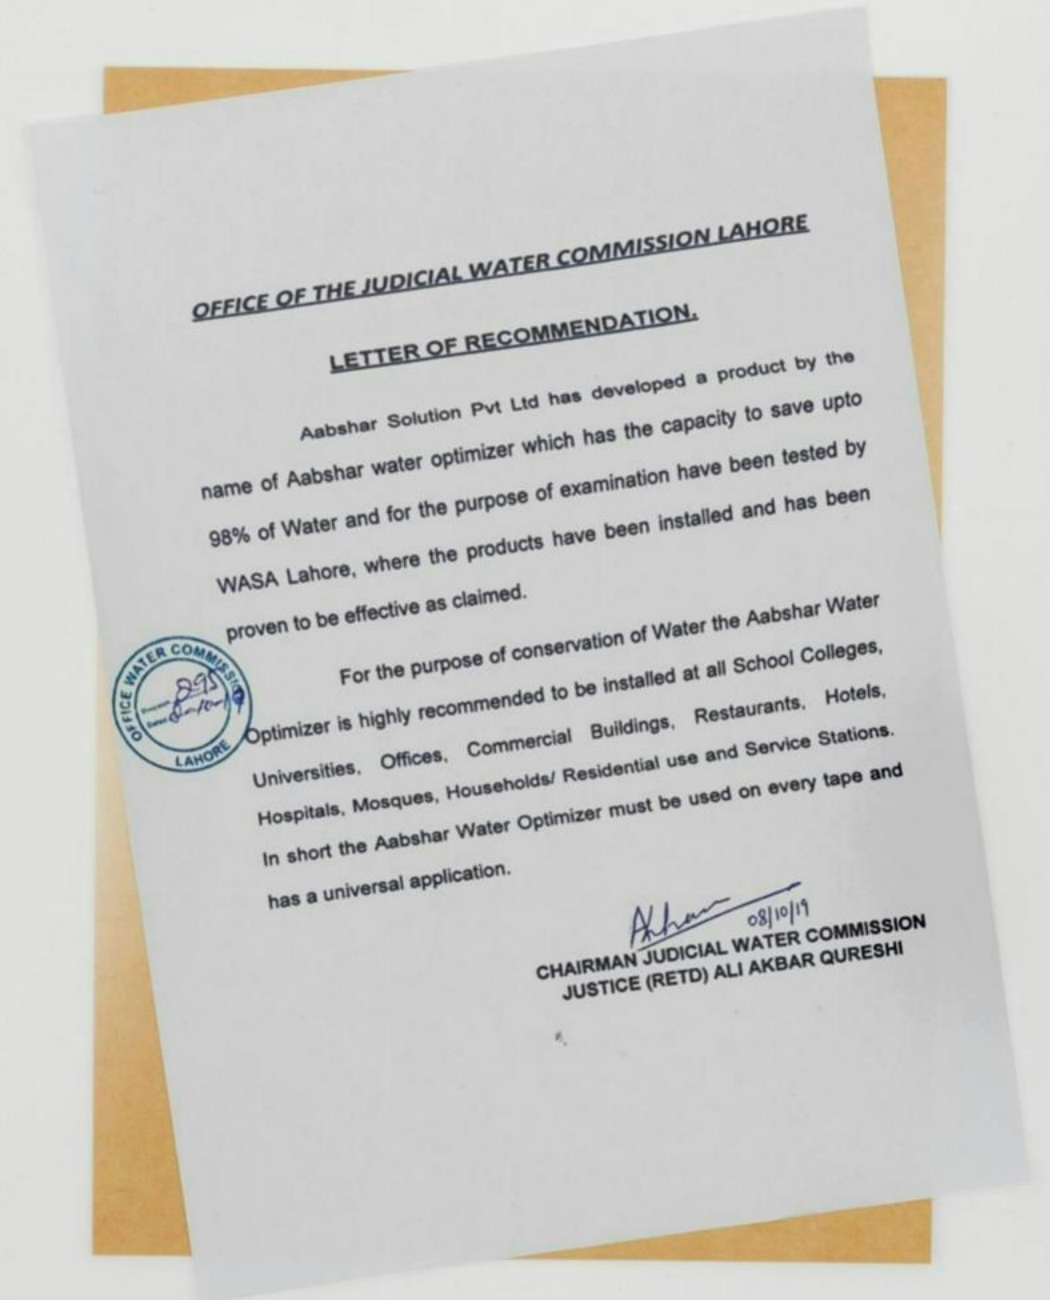 OFFICE OF THE JUDICIAL WATER COMMISSION LAHORE
LETTER OF RECOMMENDATION.
Aabshar Solution Pvt Ltd has developed a product by the
name of Aabshar water optimizer which has the capacity to save upto
98% of Water and for the purpose of examination have been tested by
WASA Lahore, where the products have been installed and has been
proven to be effective as claimed.
For the purpose of conservation of Water the Aabshar Water
Optimizer is highly recommended to be installed at all School Colleges,
Universities, Offices, Commercial Buildings, Restaurants, Hotels,
Hospitals, Mosques, Households/ Residential use and Service Stations.
In short the Aabshar Water Optimizer must be used on every tape and
has a universal application.
OFFICE WATER COMMISSION
895
LAHORE
08/10/19
CHAIRMAN JUDICIAL WATER COMMISSION
JUSTICE (RETD) ALI AKBAR QURESHI